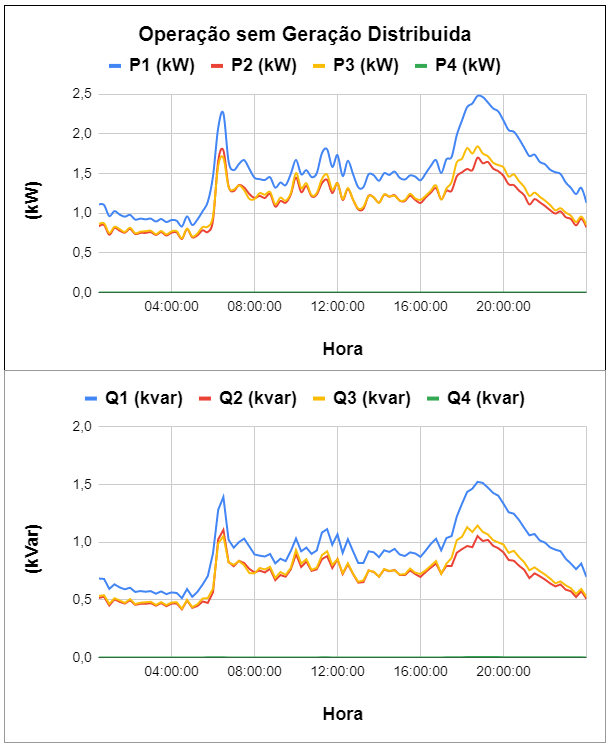 Operação sem Geração Distribuida
P1 (kW) P2 (kW) P3 (kW) P4 (kW)
2,5
2,0
1,5
1,0
0,5
0,0
(kW)
04:00:00 08:00:00 12:00:00 16:00:00 20:00:00
Hora
Q1 (kvar) Q2 (kvar) Q3 (kvar) Q4 (kvar)
2,0
1,5
1,0
0,5
0,0
(kVar)
04:00:00 08:00:00 12:00:00 16:00:00 20:00:00
Hora